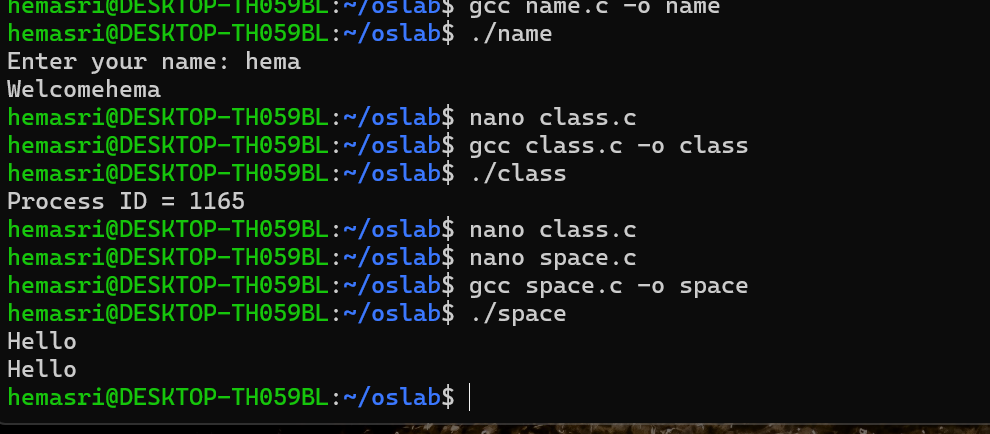 hemasri@DESKTOP-TH059BL:~/oslab$ gcc name.c -o name
hemasri@DESKTOP-TH059BL:~/oslab$ ./name
Enter your name: hema
Welcomehema
hemasri@DESKTOP-TH059BL:~/oslab$ nano class.c
hemasri@DESKTOP-TH059BL:~/oslab$ gcc class.c -o class
hemasri@DESKTOP-TH059BL:~/oslab$ ./class
Process ID = 1165
hemasri@DESKTOP-TH059BL:~/oslab$ nano class.c
hemasri@DESKTOP-TH059BL:~/oslab$ nano space.c
hemasri@DESKTOP-TH059BL:~/oslab$ gcc space.c -o space
hemasri@DESKTOP-TH059BL:~/oslab$ ./space
Hello
Hello
hemasri@DESKTOP-TH059BL:~/oslab$